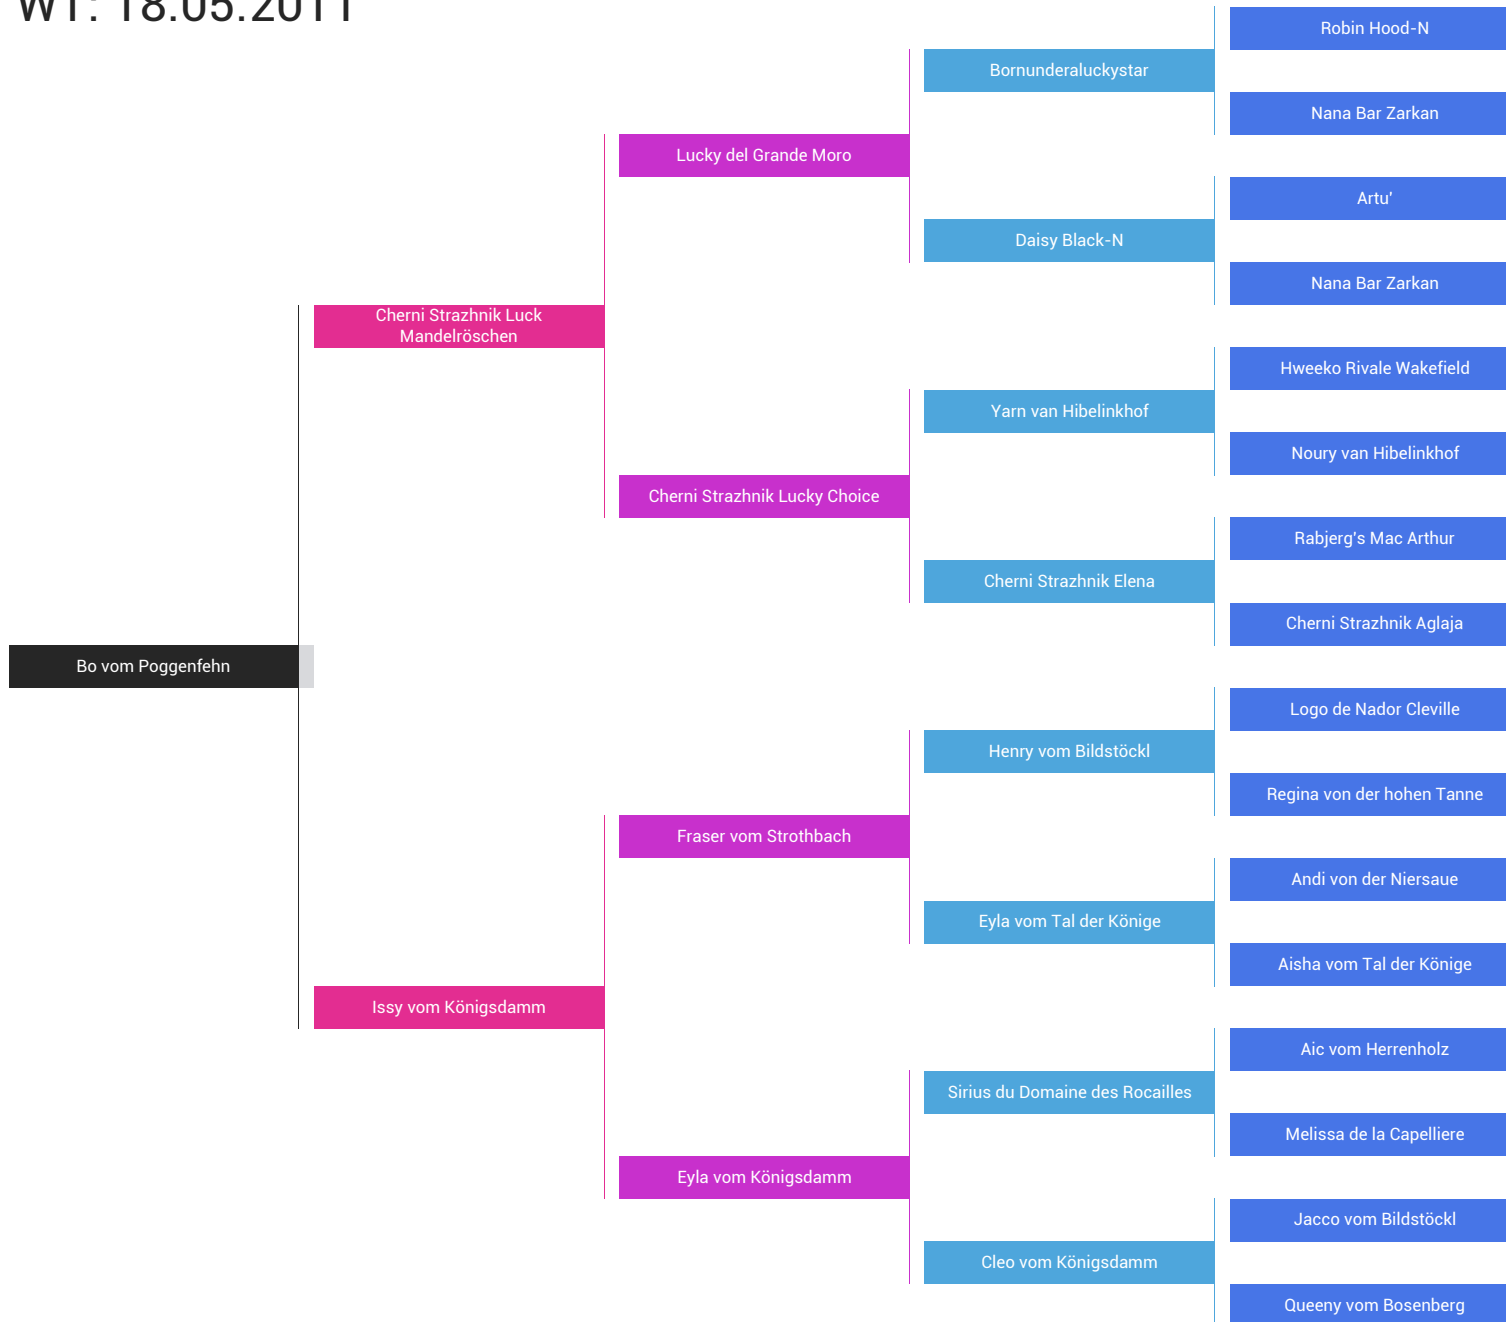 WT: 18.05.2011
Robin Hood-N
Bornunderaluckystar
Nana Bar Zarkan
Lucky del Grande Moro
Artu'
Daisy Black-N
Nana Bar Zarkan
Cherni Strazhnik Luck
Mandelröschen
Hweeko Rivale Wakefield
Yarn van Hibelinkhof
Noury van Hibelinkhof
Cherni Strazhnik Lucky Choice
Rabjerg's Mac Arthur
Cherni Strazhnik Elena
Cherni Strazhnik Aglaja
Bo vom Poggenfehn
Logo de Nador Cleville
Henry vom Bildstöckl
Regina von der hohen Tanne
Fraser vom Strothbach
Andi von der Niersaue
Eyla vom Tal der Könige
Aisha vom Tal der Könige
Issy vom Königsdamm
Aic vom Herrenholz
Sirius du Domaine des Rocailles
Melissa de la Capelliere
Eyla vom Königsdamm
Jacco vom Bildstöckl
Cleo vom Königsdamm
Queeny vom Bosenberg